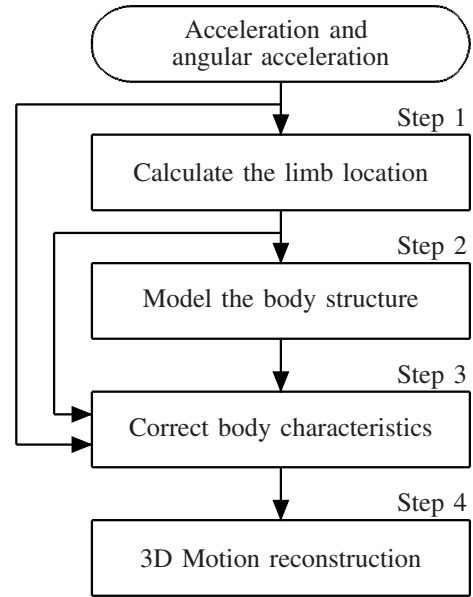 Acceleration and
angular acceleration
Step 1
Calculate the limb location
Step 2
Model the body structure
Step 3
Correct body characteristics
Step 4
3D Motion reconstruction